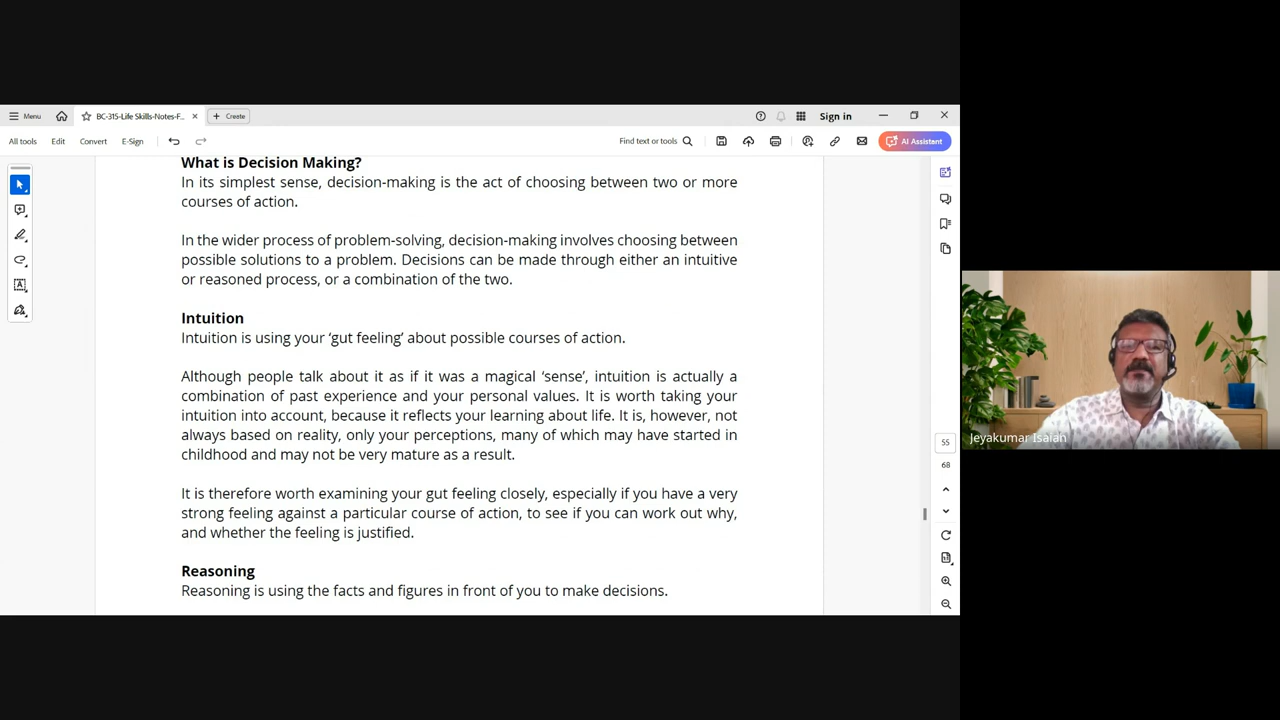 Menu
BC-315-Life Skills-Notes-F...
Create
Sign in
All tools
Edit
Convert
E-Sign
Find text or tools
AI Assistant
What is Decision Making?
In its simplest sense, decision-making is the act of choosing between two or more
courses of action.
In the wider process of problem-solving, decision-making involves choosing between
possible solutions to a problem. Decisions can be made through either an intuitive
or reasoned process, or a combination of the two.
Intuition
Intuition is using your ‘gut feeling’ about possible courses of action.
Although people talk about it as if it was a magical ‘sense’, intuition is actually a
combination of past experience and your personal values. It is worth taking your
intuition into account, because it reflects your learning about life. It is, however, not
always based on reality, only your perceptions, many of which may have started in
childhood and may not be very mature as a result.
It is therefore worth examining your gut feeling closely, especially if you have a very
strong feeling against a particular course of action, to see if you can work out why,
and whether the feeling is justified.
Reasoning
Reasoning is using the facts and figures in front of you to make decisions.
55
68
Jeyakumar Isaiah